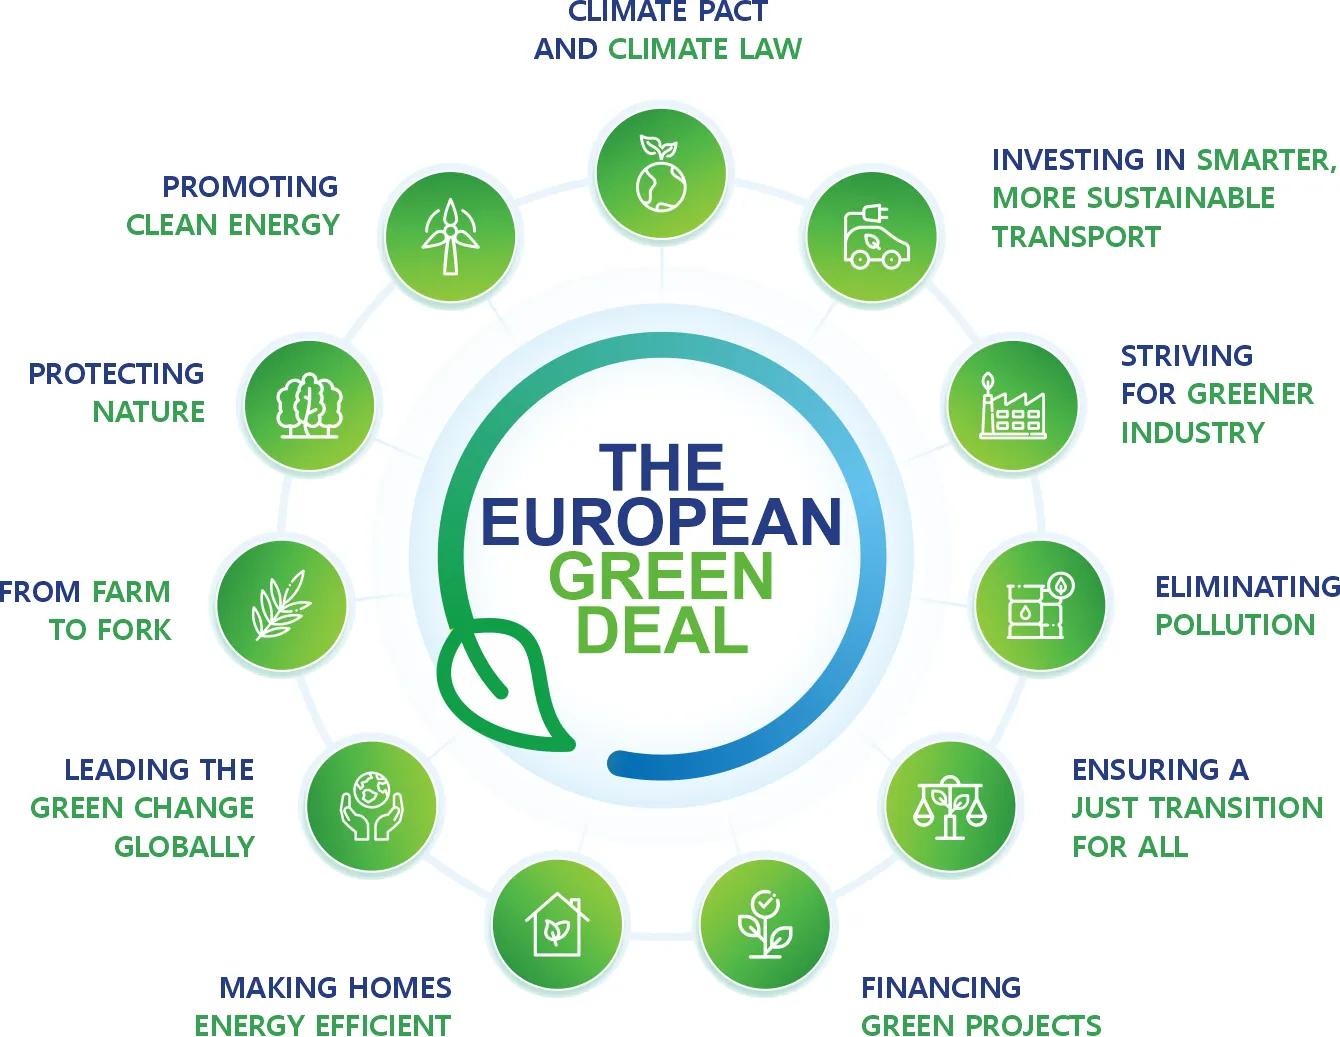 CLIMATE PACT
AND CLIMATE LAW
INVESTING IN SMARTER,
MORE SUSTAINABLE
TRANSPORT
STRIVING
FOR GREENER
INDUSTRY
ELIMINATING
POLLUTION
ENSURING A
JUST TRANSITION
FOR ALL
FINANCING
GREEN PROJECTS
MAKING HOMES
ENERGY EFFICIENT
LEADING THE
GREEN CHANGE
GLOBALLY
FROM FARM
TO FORK
PROTECTING
NATURE
PROMOTING
CLEAN ENERGY
THE
EUROPEAN
GREEN
DEAL